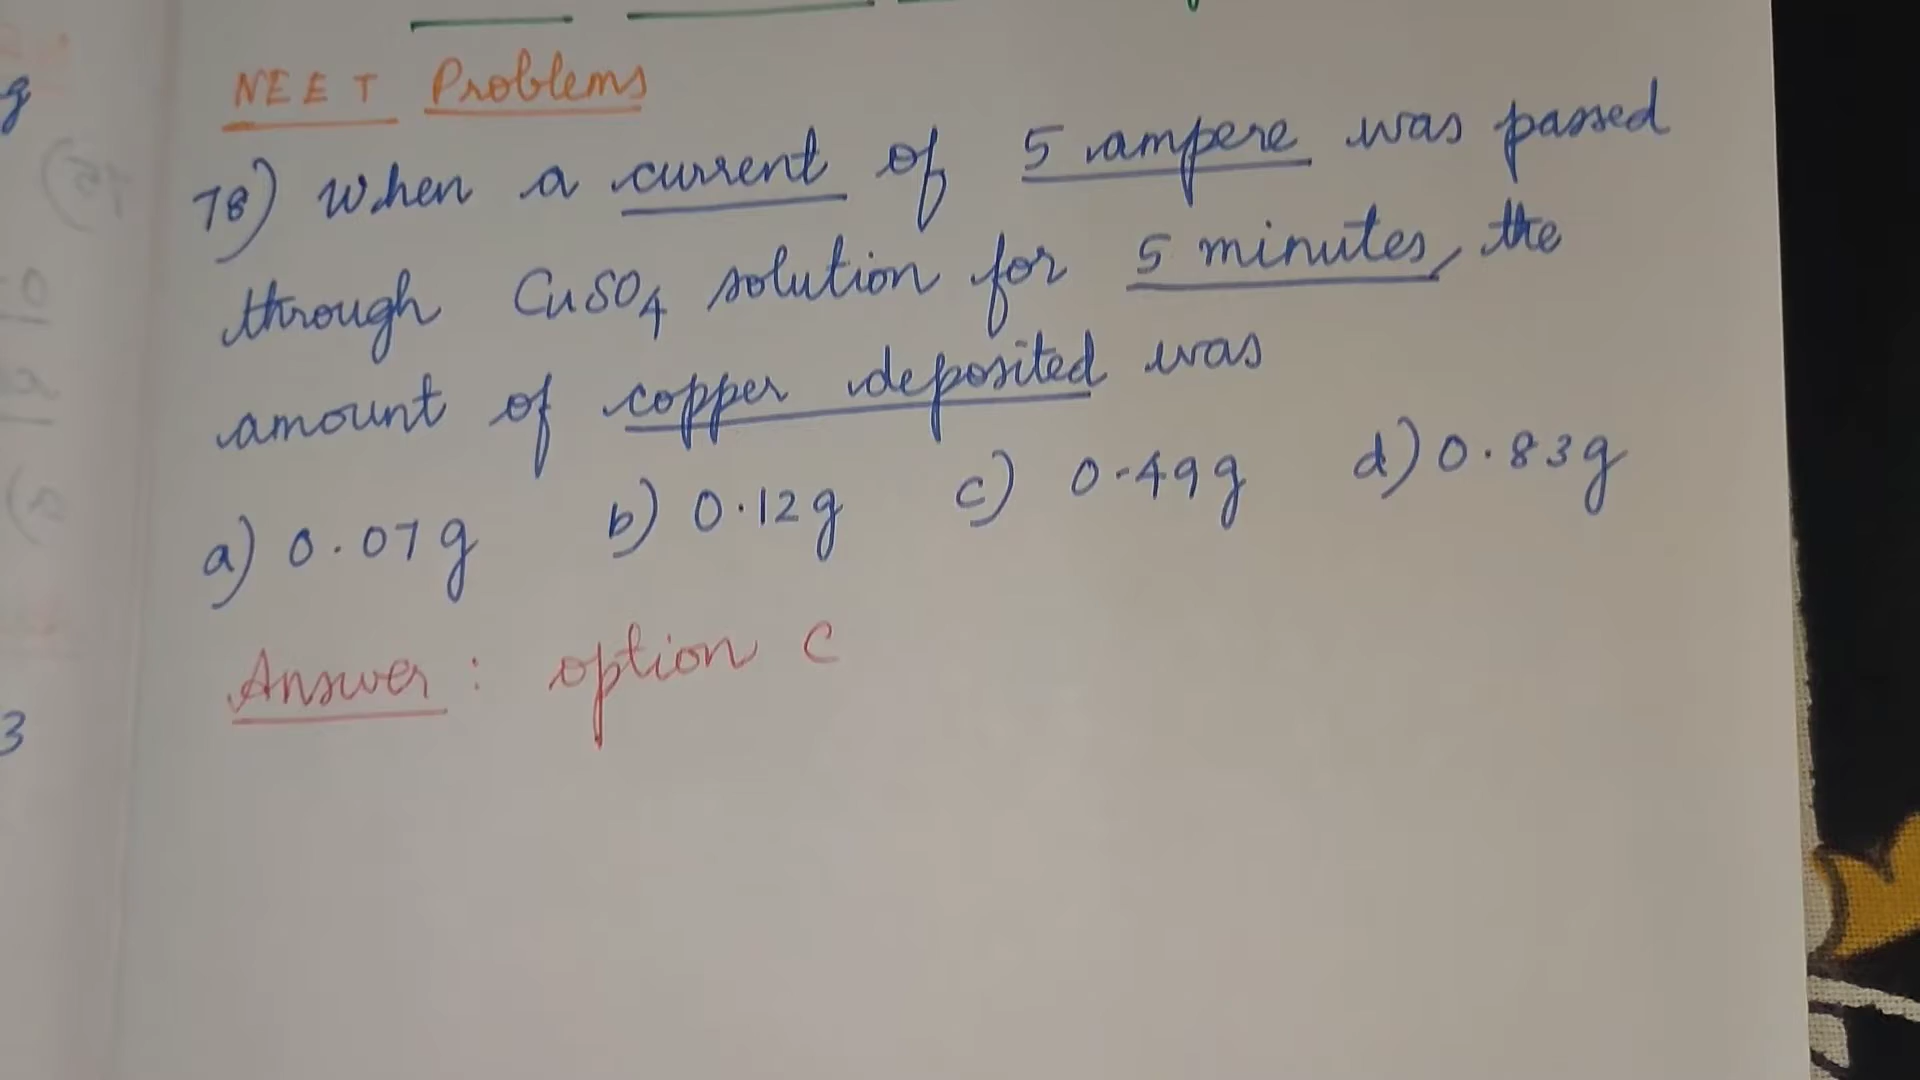 g
NEET Problems
78) When a current of 5 ampere was passed
through CuSO4 solution for 5 minutes, the
amount of copper deposited was
a) 0.07g b) 0.12g c) 0.49g d) 0.83g
Answer : option C
3